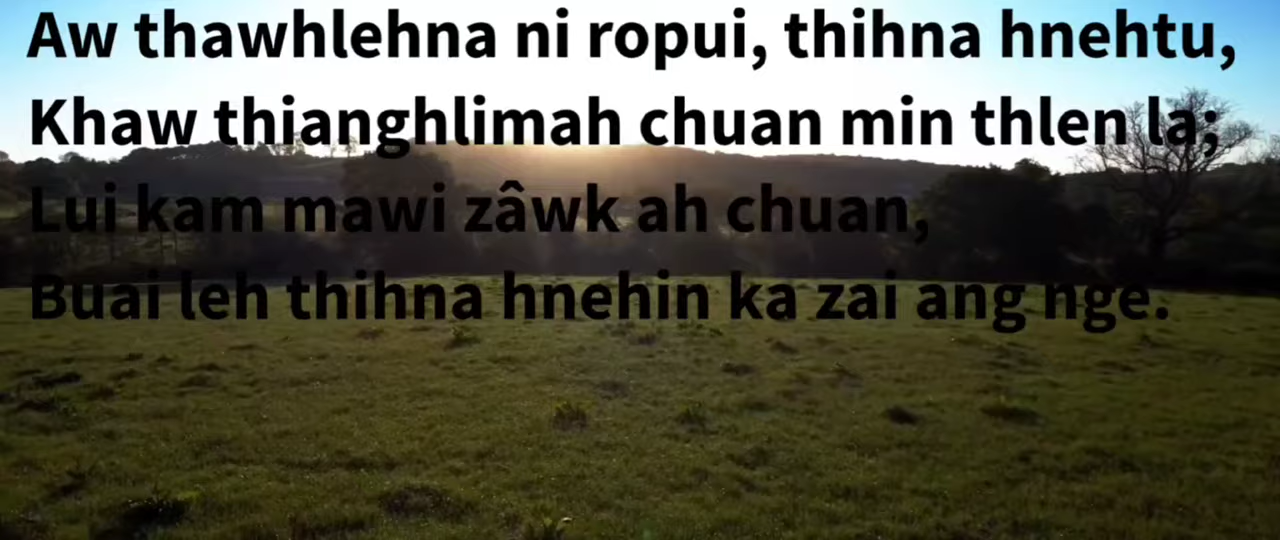 Aw thawhlehna ni ropui, thihna hnehtu,
Khaw thianghlimah chuan min thlen la;
Lui kam mawi zâwk ah chuan,
Buai leh thihna hnehin ka zai ang nge.